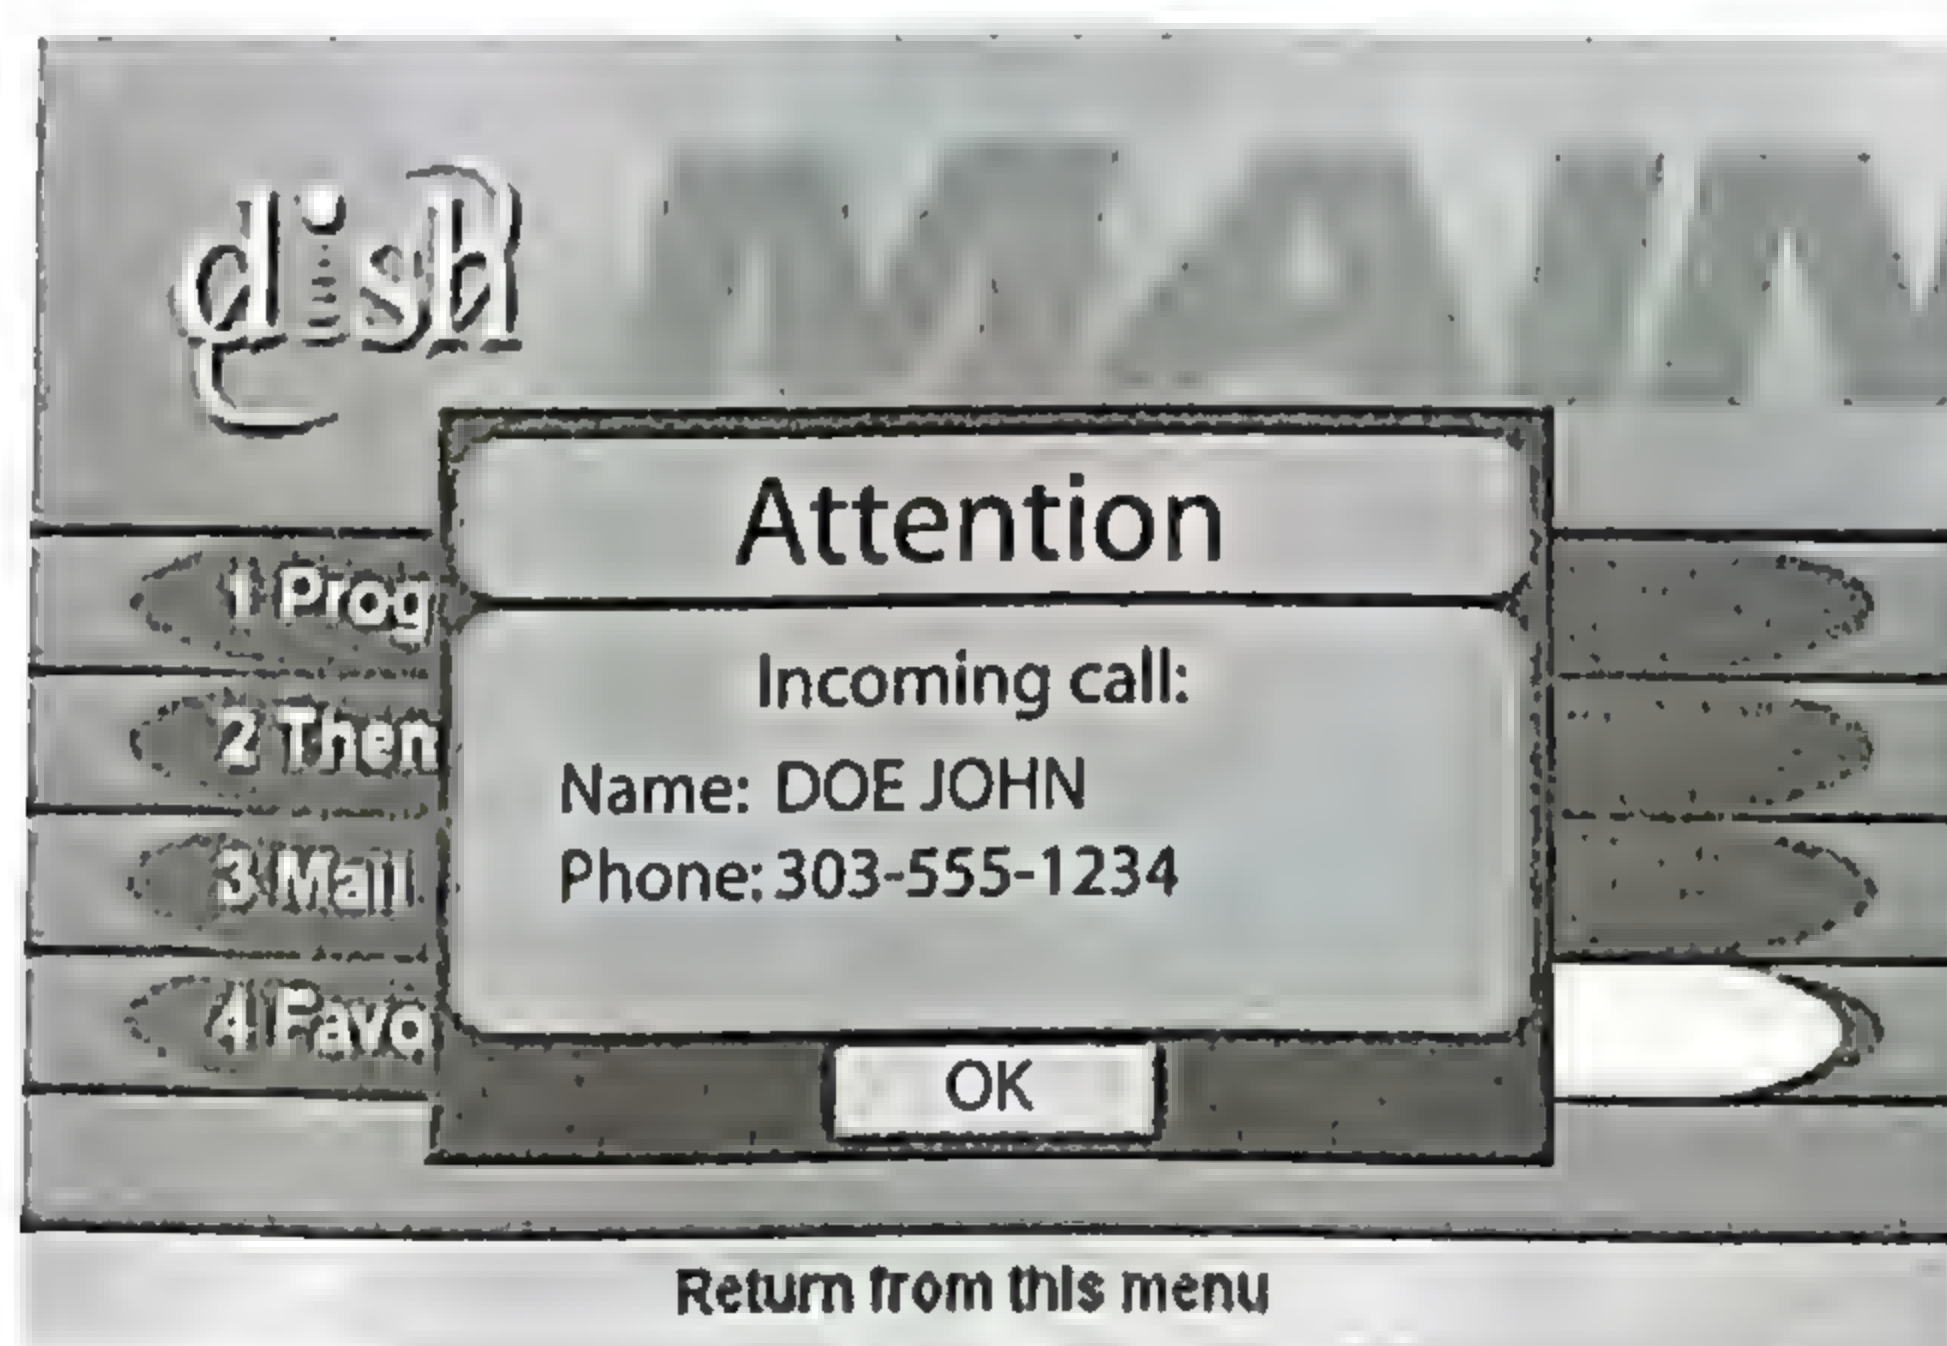 dish MAIN
Attention
1 Prog
Incoming call:
2 Them
Name: DOE JOHN
3 Mail
Phone: 303-555-1234
4 Favo
OK
Return from this menu